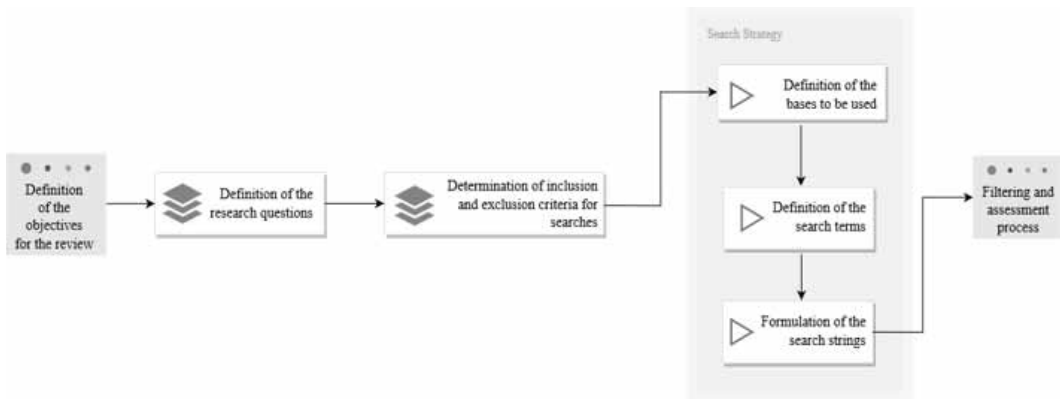 Definition
of the
objectives
for the review
Definition of the
research questions
Determination of inclusion
and exclusion criteria for
searches
Search Strategy
Definition of the
bases to be used
Definition of the
search terms
Formulation of the
search strings
Filtering and
assessment
process